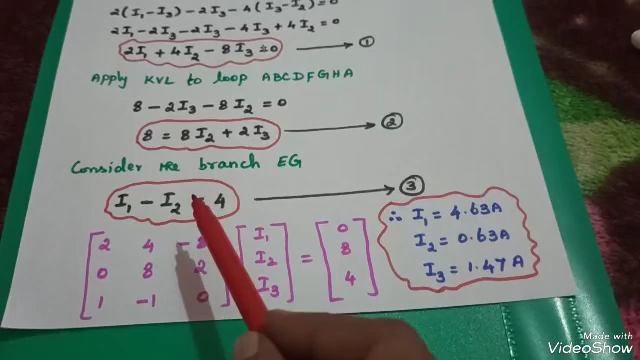 2(I₁-I₃)-2I₃-4(I₃-I₂)=0
2I₁-2I₃-2I₃-4I₃+4I₂=0
2I₁+4I₂-8I₃=0 ①
Apply KVL to loop ABCDFGHA
8-2I₃-8I₂=0
8=8I₂+2I₃ ②
Consider the branch EG
I₁-I₂=4 ③
[2 4 -8] [I₁] = [0]
[0 8 2] [I₂] [8]
[1 -1 0] [I₃] [4]
∴ I₁=4.63A
I₂=0.63A
I₃=1.47A
Made with
VideoShow